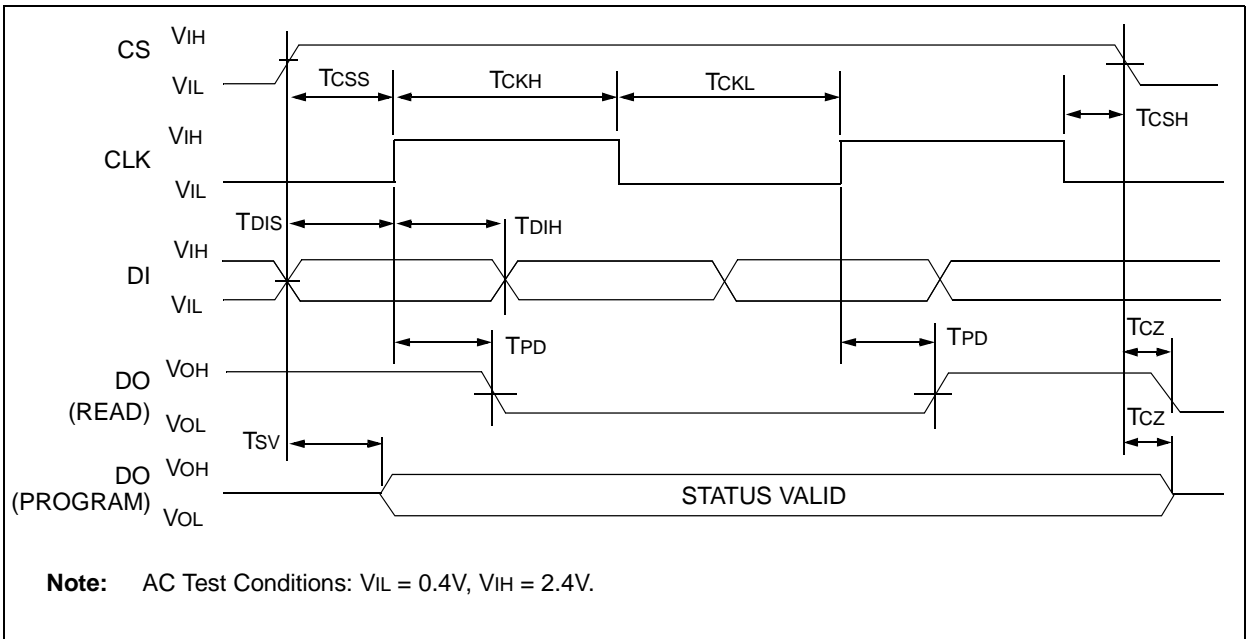 CS VIH
VIL
TCSS TCKH TCKL
TCSH
CLK VIH
VIL
TDIS TDIH
DI VIH
VIL
TPD TPD TCZ
DO
(READ) VOH
VOL
TSV TCZ
DO
(PROGRAM) VOH
VOL
STATUS VALID
Note: AC Test Conditions: VIL = 0.4V, VIH = 2.4V.